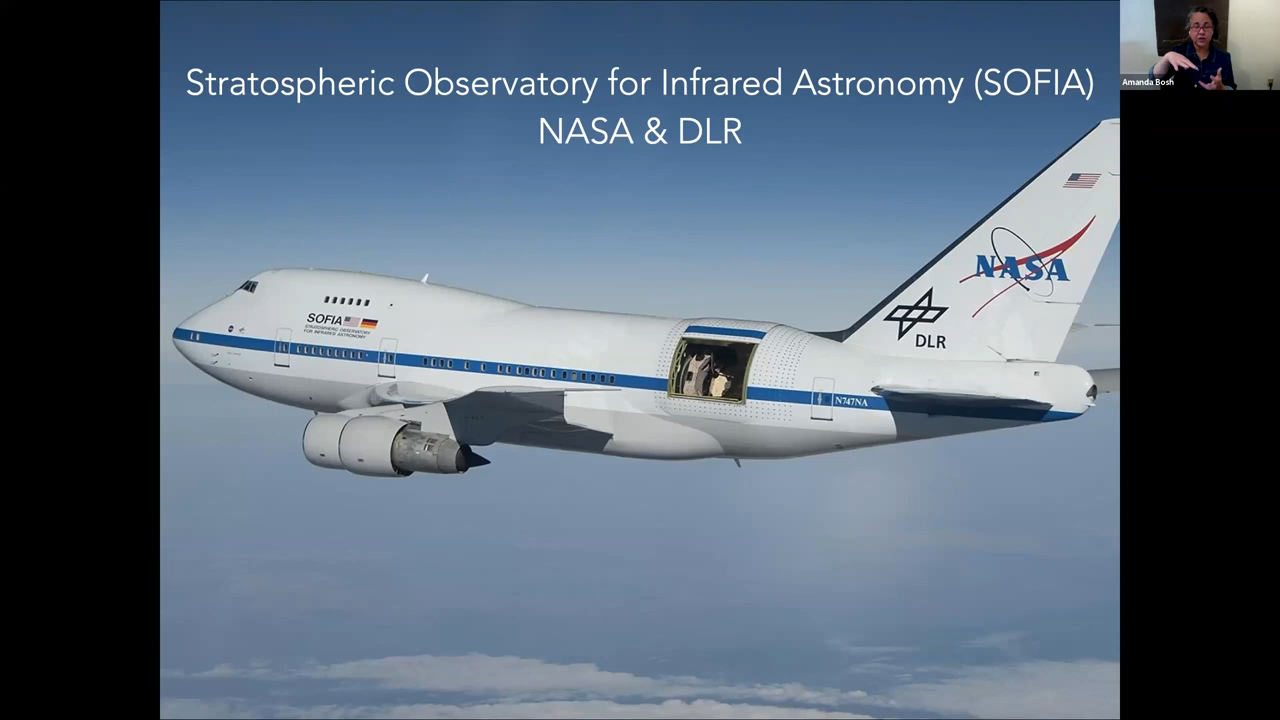 Stratospheric Observatory for Infrared Astronomy (SOFIA)
NASA & DLR
Amanda Bosh
NASA
DLR
SOFIA
STRATOSPHERIC OBSERVATORY
FOR INFRARED ASTRONOMY
N747NA